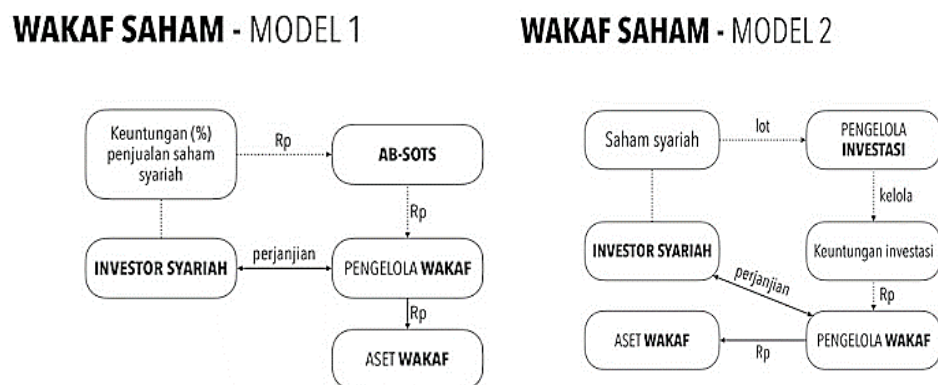 WAKAF SAHAM - MODEL 1
Keuntungan (%)
penjualan saham
syariah
Rp
AB-SOTS
Rp
INVESTOR SYARIAH
perjanjian
PENGELOLA WAKAF
Rp
ASET WAKAF
WAKAF SAHAM - MODEL 2
Saham syariah
lot
PENGELOLA
INVESTASI
kelola
INVESTOR SYARIAH
Keuntungan investasi
perjanjian
Rp
ASET WAKAF
Rp
PENGELOLA WAKAF